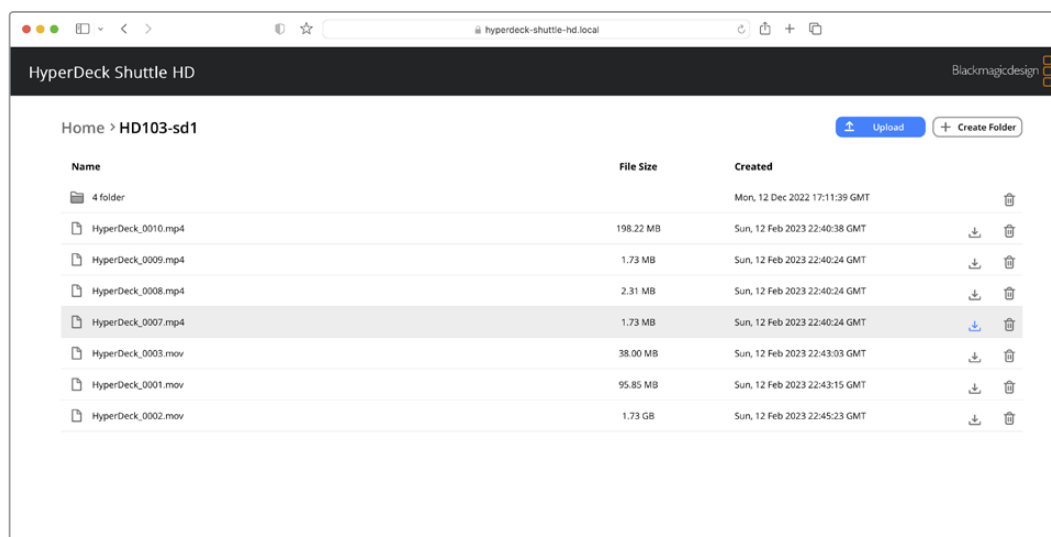 hyperdeck-shuttle-hd.local
HyperDeck Shuttle HD Blackmagicdesign
Home > HD103-sd1 Upload + Create Folder
Name File Size Created
4 folder Mon, 12 Dec 2022 17:11:39 GMT
HyperDeck_0010.mp4 198.22 MB Sun, 12 Feb 2023 22:40:38 GMT
HyperDeck_0009.mp4 1.73 MB Sun, 12 Feb 2023 22:40:24 GMT
HyperDeck_0008.mp4 2.31 MB Sun, 12 Feb 2023 22:40:24 GMT
HyperDeck_0007.mp4 1.73 MB Sun, 12 Feb 2023 22:40:24 GMT
HyperDeck_0003.mov 38.00 MB Sun, 12 Feb 2023 22:43:03 GMT
HyperDeck_0001.mov 95.85 MB Sun, 12 Feb 2023 22:43:15 GMT
HyperDeck_0002.mov 1.73 GB Sun, 12 Feb 2023 22:45:23 GMT